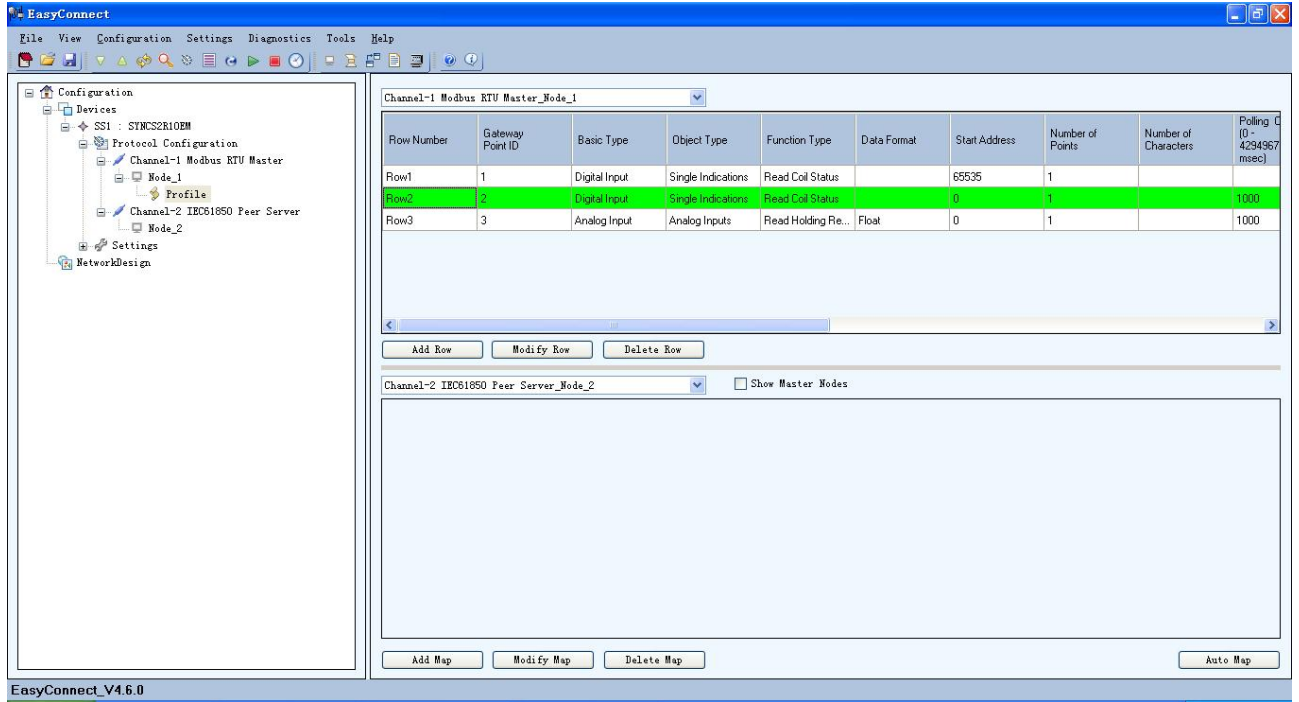 EasyConnect
File View Configuration Settings Diagnostics Tools Help
Configuration
Devices
SS1 : SYNCS2R10EM
Protocol Configuration
Channel-1 Modbus RTU Master
Node_1
Profile
Channel-2 IEC61850 Peer Server
Node_2
Settings
NetworkDesign
Channel-1 Modbus RTU Master_Node_1
Row Number Gateway Point ID Basic Type Object Type Function Type Data Format Start Address Number of Points Number of Characters Polling C (0 - 4294967 msec)
Row1 1 Digital Input Single Indications Read Coil Status 65535 1
Row2 2 Digital Input Single Indications Read Coil Status 0 1 1000
Row3 3 Analog Input Analog Inputs Read Holding Re... Float 0 1 1000
Add Row Modify Row Delete Row
Channel-2 IEC61850 Peer Server_Node_2 Show Master Nodes
Add Map Modify Map Delete Map Auto Map
EasyConnect_V4.6.0